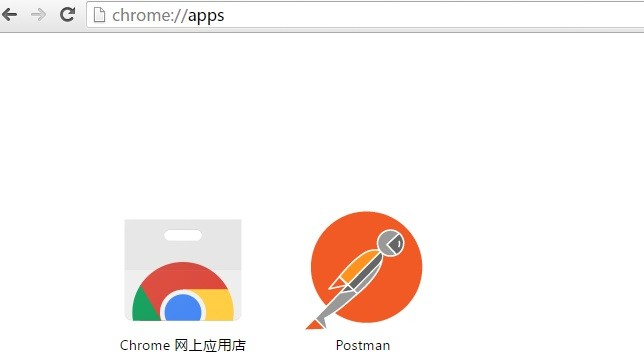 chrome://apps
Chrome 网上应用店
Postman